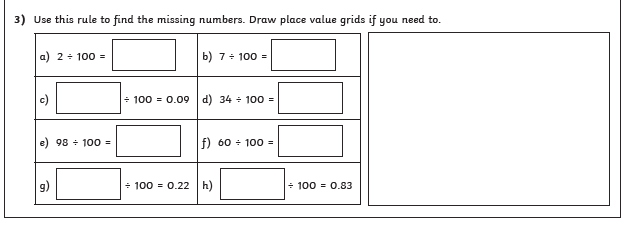 3) Use this rule to find the missing numbers. Draw place value grids if you need to.
a) 2 ÷ 100 =
b) 7 ÷ 100 =
c) ÷ 100 = 0.09
d) 34 ÷ 100 =
e) 98 ÷ 100 =
f) 60 ÷ 100 =
g) ÷ 100 = 0.22
h) ÷ 100 = 0.83